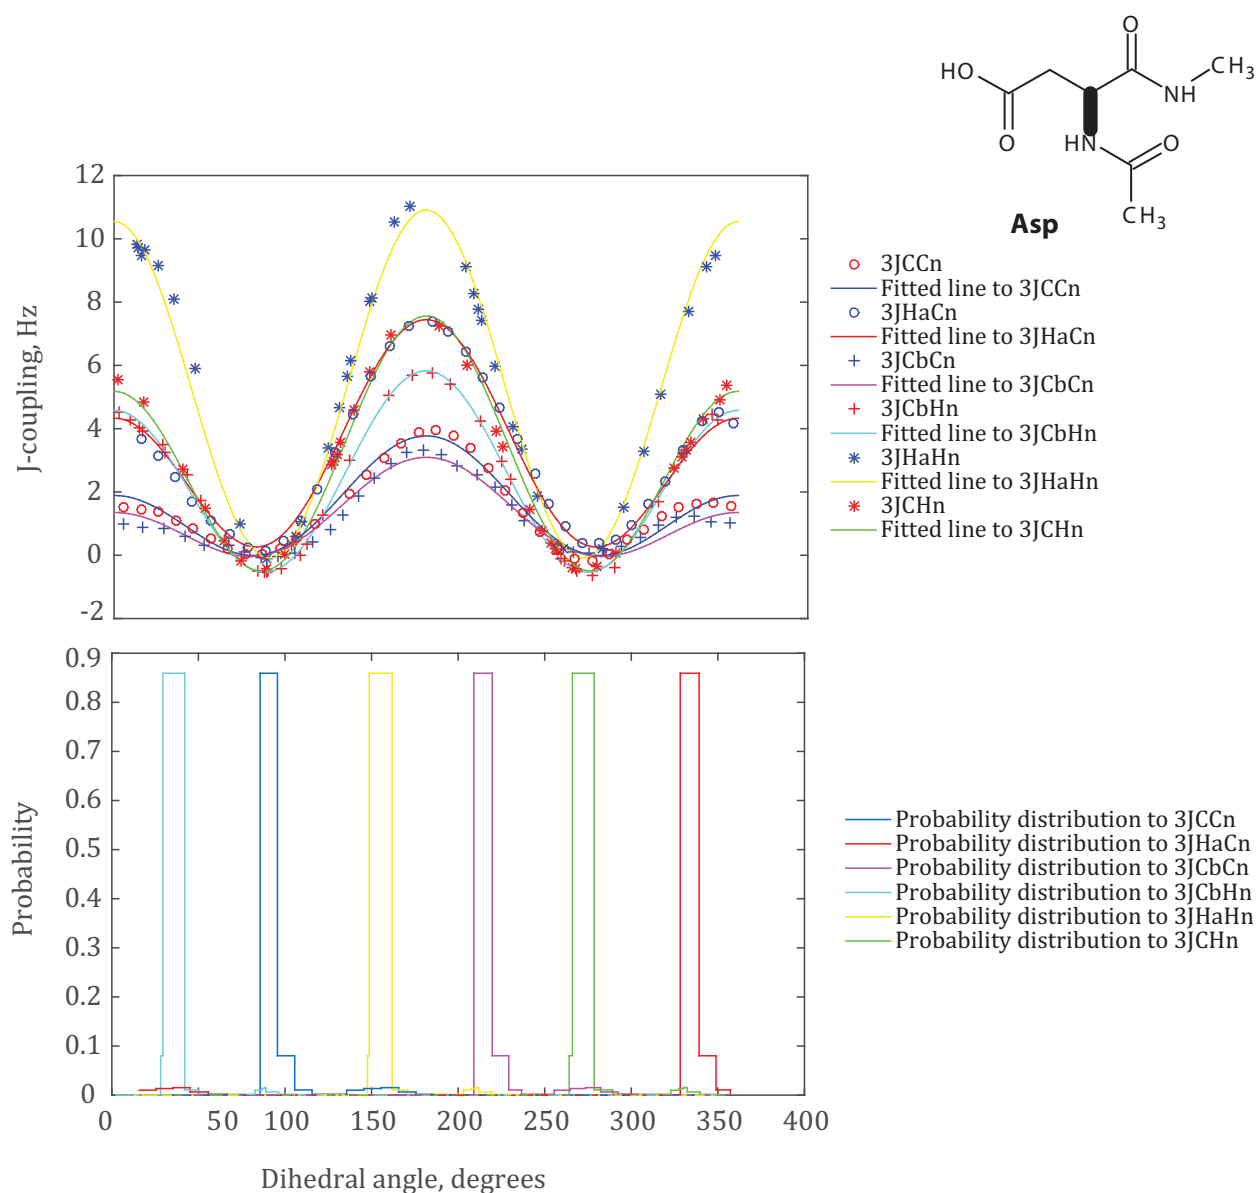 O
HO
CH3
NH
O
HN
O
CH3
Asp
12
10
8
6
4
2
0
-2
J-coupling, Hz
3JCCn
Fitted line to 3JCCn
3JHaCn
Fitted line to 3JHaCn
3JCbCn
Fitted line to 3JCbCn
3JCbHn
Fitted line to 3JCbHn
3JHaHn
Fitted line to 3JHaHn
3JCHn
Fitted line to 3JCHn
0.9
0.8
0.7
0.6
0.5
0.4
0.3
0.2
0.1
0
Probability
Probability distribution to 3JCCn
Probability distribution to 3JHaCn
Probability distribution to 3JCbCn
Probability distribution to 3JCbHn
Probability distribution to 3JHaHn
Probability distribution to 3JCHn
0 50 100 150 200 250 300 350 400
Dihedral angle, degrees